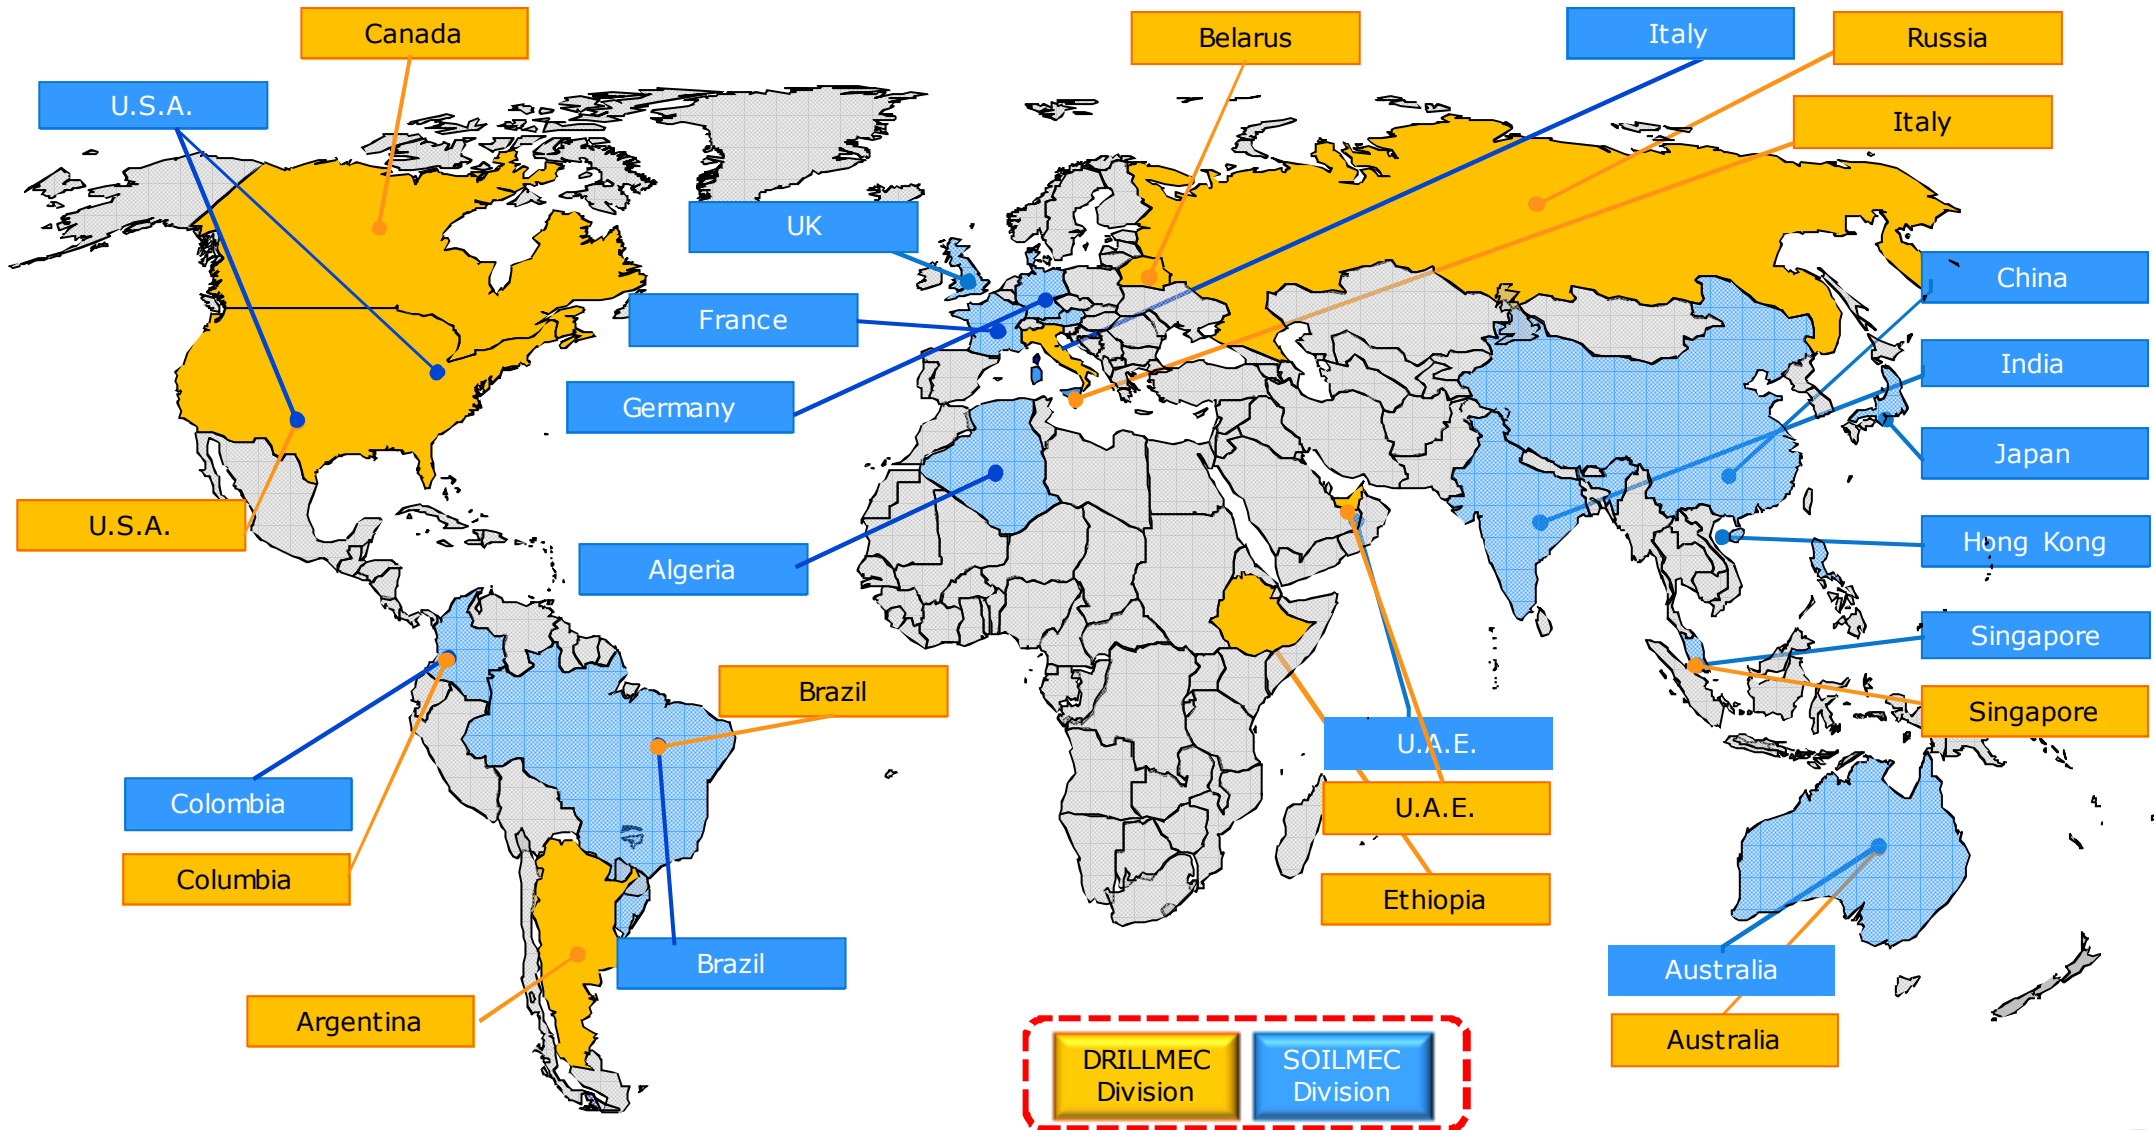 Canada
Belarus
Italy
Russia
U.S.A.
Italy
UK
China
France
India
Germany
Japan
U.S.A.
Hong Kong
Algeria
Singapore
Brazil
Singapore
U.A.E.
Colombia
U.A.E.
Columbia
Ethiopia
Brazil
Australia
Argentina
Australia
DRILLMEC
Division
SOILMEC
Division